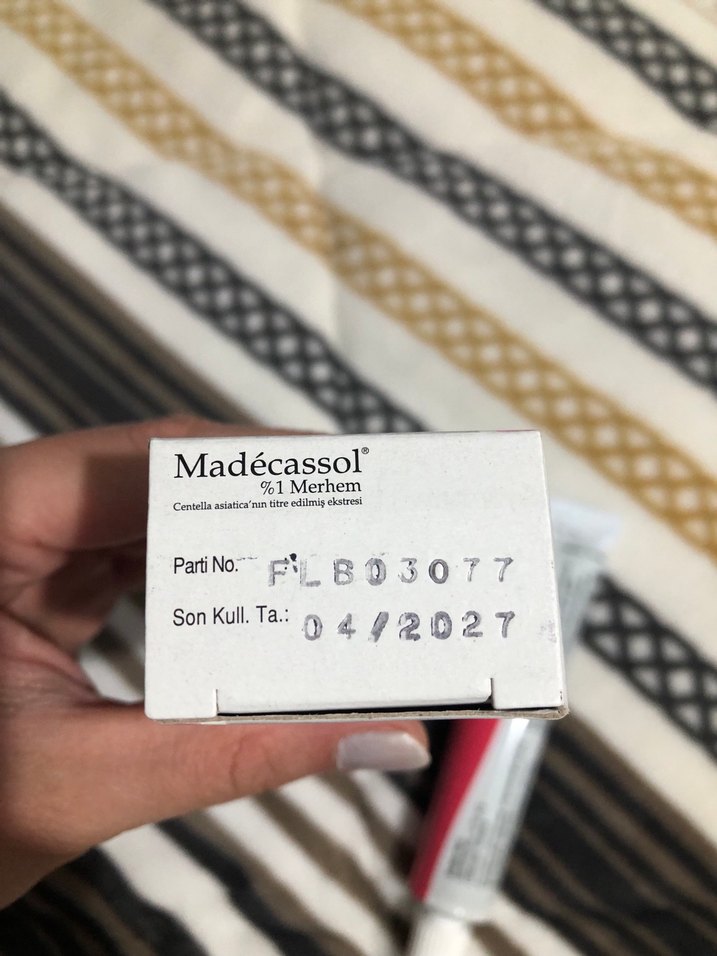 Madécassol®
%1 Merhem
Centella asiatica'nın titre edilmiş ekstresi
Parti No. FLB03077
Son Kull. Ta.: 04/2027